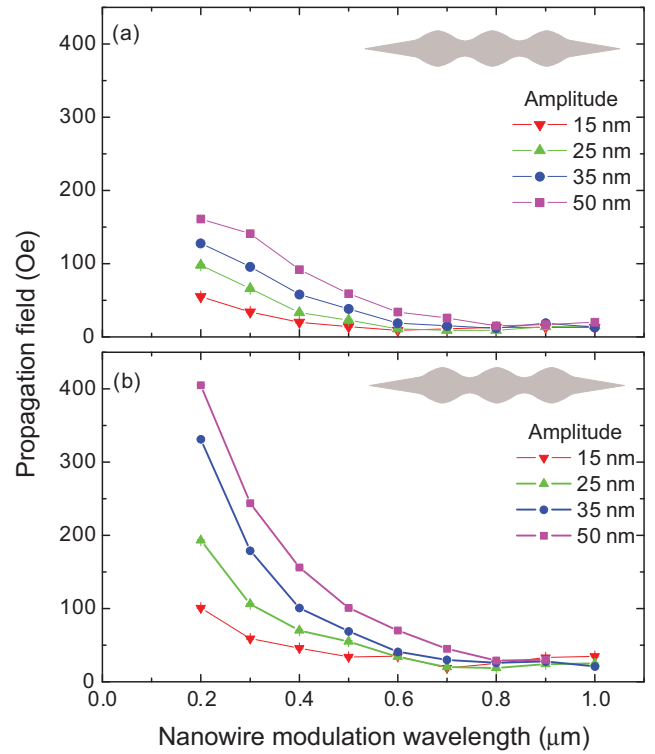 (a)
400
300
200
100
0
Amplitude
15 nm
25 nm
35 nm
50 nm
Propagation field (Oe)
(b)
400
300
200
100
0
Amplitude
15 nm
25 nm
35 nm
50 nm
0.0 0.2 0.4 0.6 0.8 1.0
Nanowire modulation wavelength (μm)